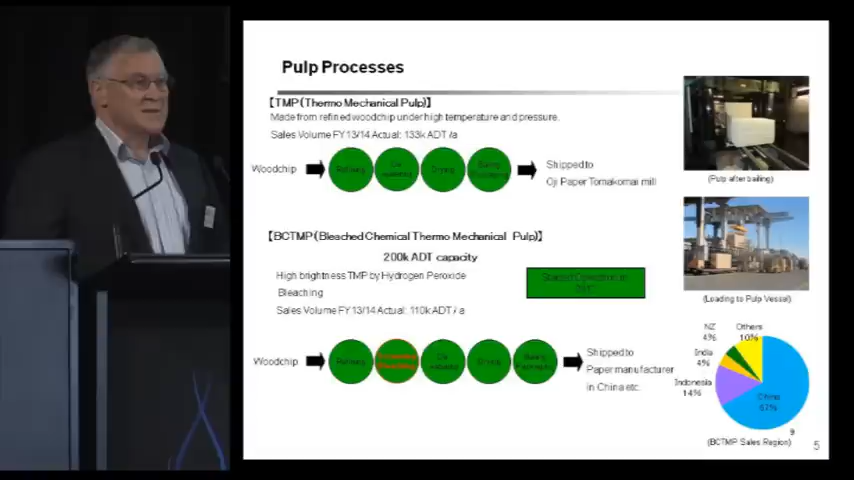 Pulp Processes
【TMP(Thermo Mechanical Pulp)】
Made from refined woodchip under high temperature and pressure.
Sales Volume FY13/14 Actual: 133k ADT /a
Woodchip
Refining
Drying
Shipped to
Oji Paper Tomakomai mill
(Pulp after bailing)
【BCTMP(Bleached Chemical Thermo Mechanical Pulp)】
200k ADT capacity
High brightness TMP by Hydrogen Peroxide
Bleaching
Sales Volume FY13/14 Actual: 110k ADT / a
(Loading to Pulp Vessel)
Woodchip
Refining
Drying
Shipped to
Paper manufacturer
in China etc.
NZ
4%
Others
10%
India
4%
Indonesia
14%
China
67%
9
(BCTMP Sales Region)
5